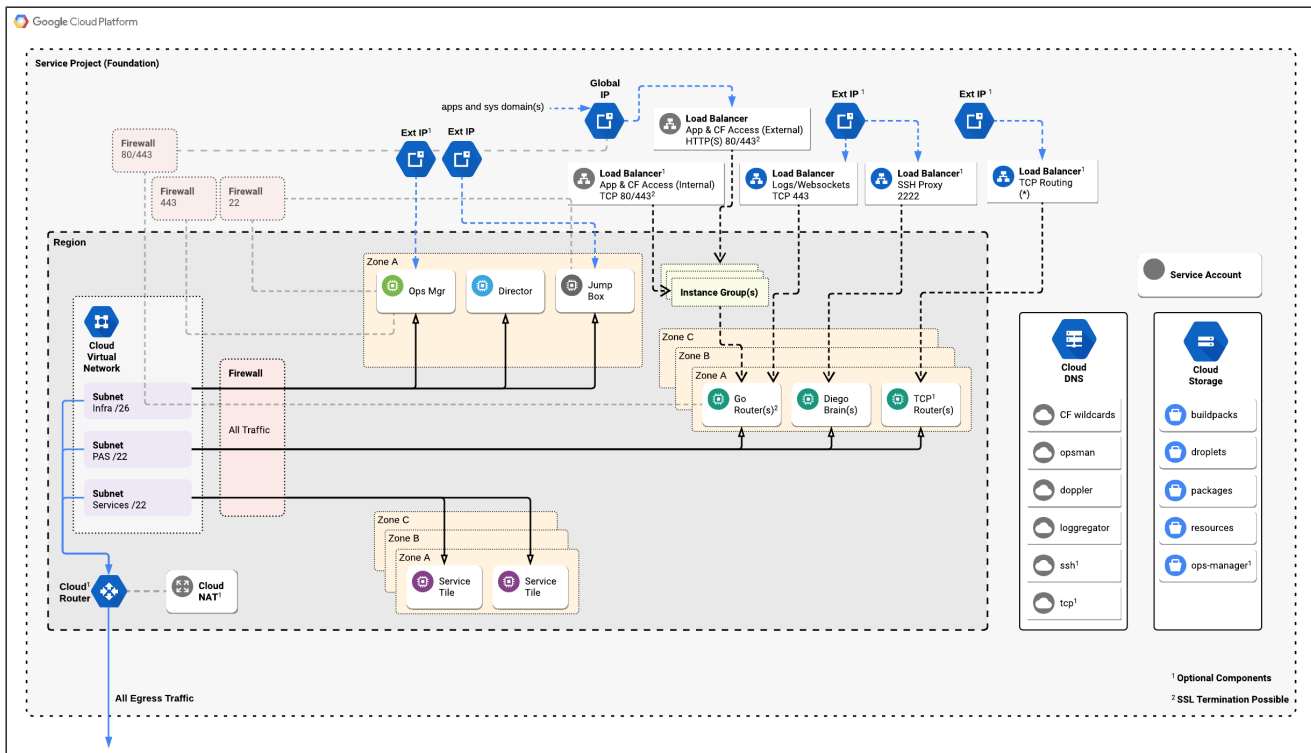 Google Cloud Platform
Service Project (Foundation)
Global
IP
apps and sys domain(s)
Ext IP¹
Ext IP
Ext IP ¹
Ext IP ¹
Load Balancer
App & CF Access (External)
HTTP(S) 80/443²
Load Balancer¹
App & CF Access (Internal)
TCP 80/443²
Load Balancer
Logs/Websockets
TCP 443
Load Balancer¹
SSH Proxy
2222
Load Balancer¹
TCP Routing
(*)
Firewall
80/443
Firewall
443
Firewall
22
Region
Zone A
Ops Mgr
Director
Jump
Box
Instance Group(s)
Service Account
Cloud
Virtual
Network
Subnet
Infra /26
Subnet
PAS /22
Subnet
Services /22
Firewall
All Traffic
Zone C
Zone B
Zone A
Go
Router(s)²
Diego
Brain(s)
TCP¹
Router(s)
Zone C
Zone B
Zone A
Service
Tile
Service
Tile
Cloud¹
Router
Cloud
NAT¹
All Egress Traffic
Cloud
DNS
CF wildcards
opsman
doppler
loggregator
ssh¹
tcp¹
Cloud
Storage
buildpacks
droplets
packages
resources
ops-manager¹
¹ Optional Components
² SSL Termination Possible